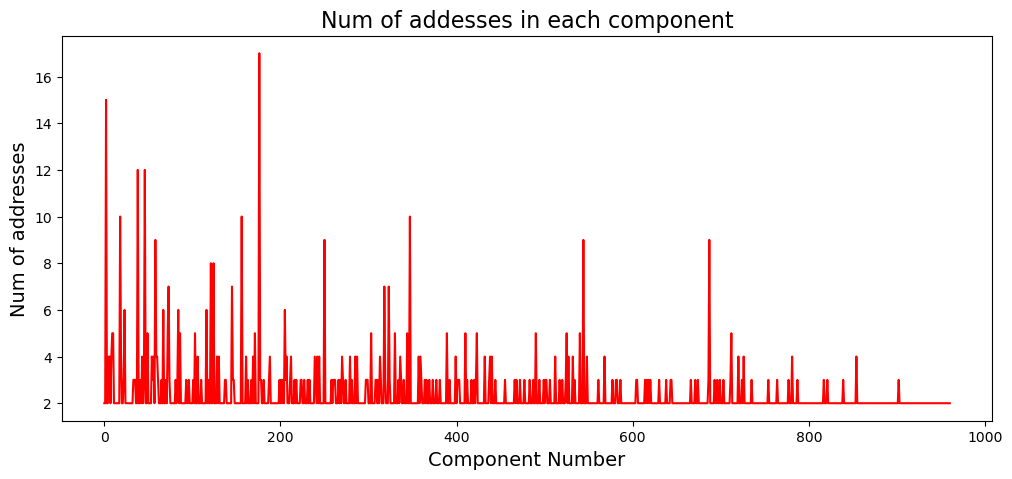 Num of addesses in each component
Num of addresses
16
14
12
10
8
6
4
2
0 200 400 600 800 1000
Component Number